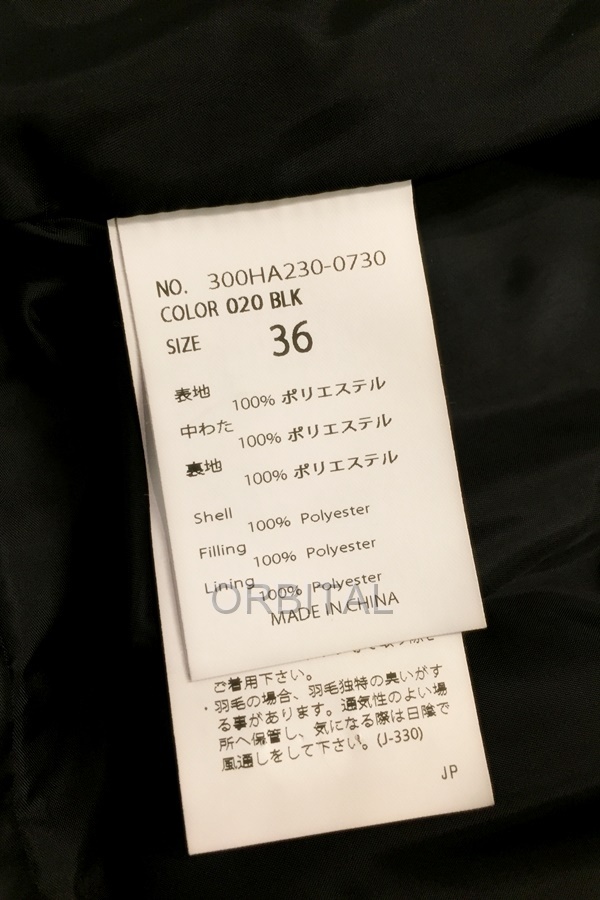 NO. 300HA230-0730
COLOR 020 BLK
SIZE 36
表地 100% ポリエステル
中わた 100% ポリエステル
裏地 100% ポリエステル
Shell 100% Polyester
Filling 100% Polyester
Lining 100% Polyester
ORBITAL
MADE IN CHINA
ご着用下さい。
・羽毛の場合、羽毛独特の臭いがす
る事があります。通気性のよい場
所へ保管し、気になる際は日陰で
風通しをして下さい。(J-330)
JP